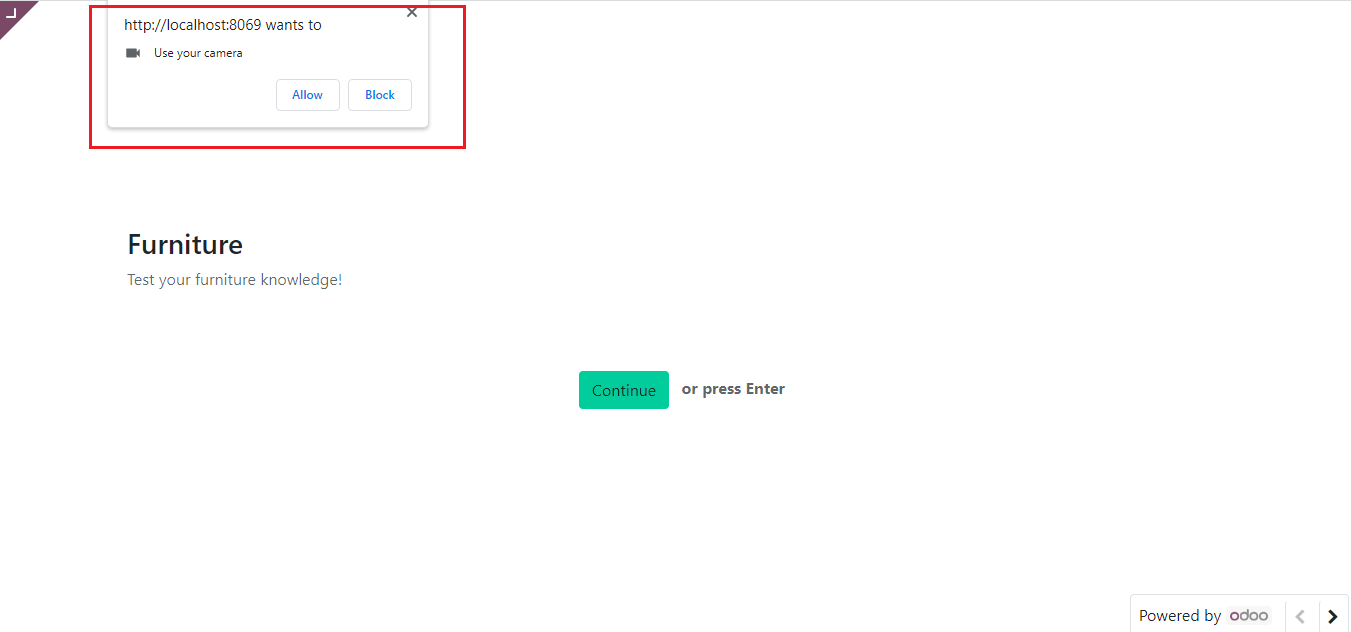 http://localhost:8069 wants to
Use your camera
Allow
Block
Furniture
Test your furniture knowledge!
Continue
or press Enter
Powered by odoo